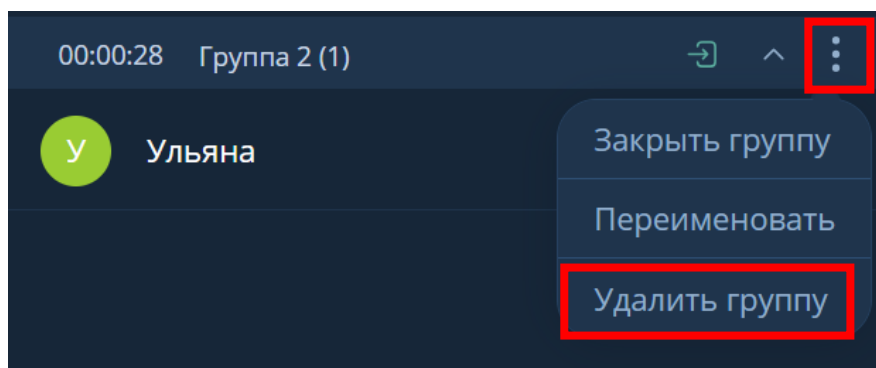 00:00:28 Группа 2 (1)
У Ульяна
Закрыть группу
Переименовать
Удалить группу